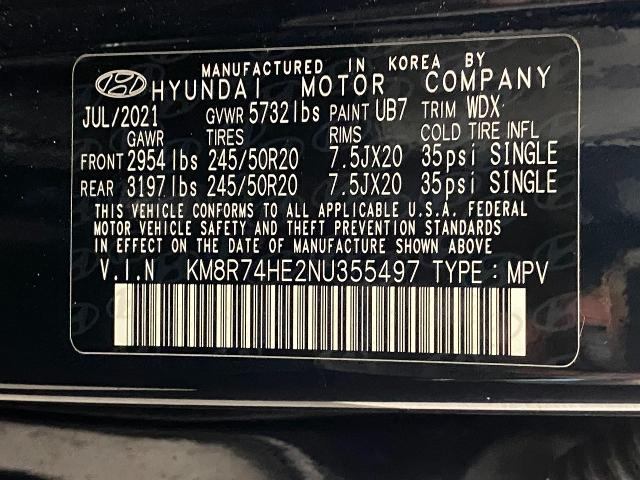 MANUFACTURED IN KOREA BY
HYUNDAI MOTOR COMPANY
JUL/2021 GVWR 5732lbs PAINT UB7 TRIM WDX
GAWR TIRES RIMS COLD TIRE INFL
FRONT 2954lbs 245/50R20 7.5JX20 35psi SINGLE
REAR 3197lbs 245/50R20 7.5JX20 35psi SINGLE
THIS VEHICLE CONFORMS TO ALL APPLICABLE U.S.A. FEDERAL
MOTOR VEHICLE SAFETY AND THEFT PREVENTION STANDARDS
IN EFFECT ON THE DATE OF MANUFACTURE SHOWN ABOVE
V.I.N KM8R74HE2NU355497 TYPE : MPV